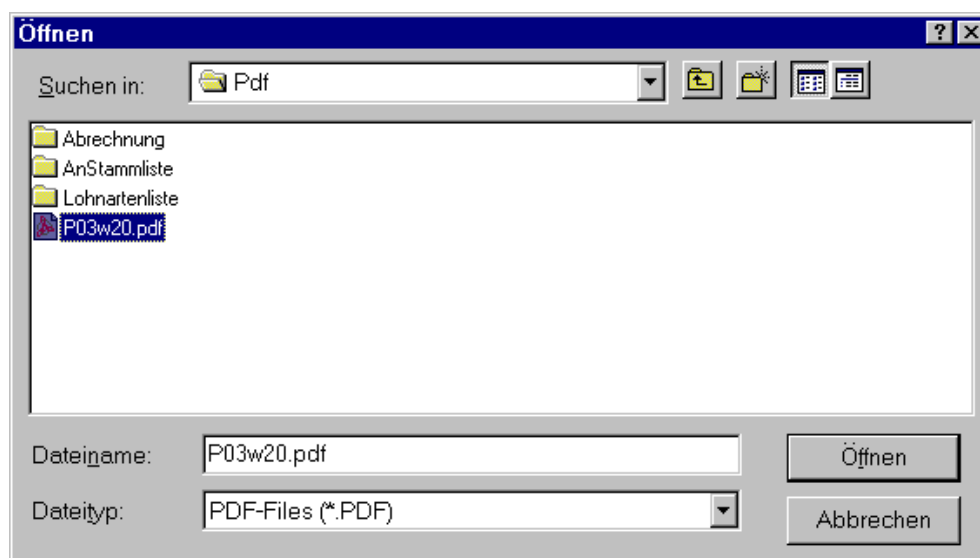 Öffnen
Suchen in: Pdf
Abrechnung
AnStammliste
Lohnartenliste
P03w20.pdf
Dateiname: P03w20.pdf Öffnen
Dateityp: PDF-Files (*.PDF) Abbrechen